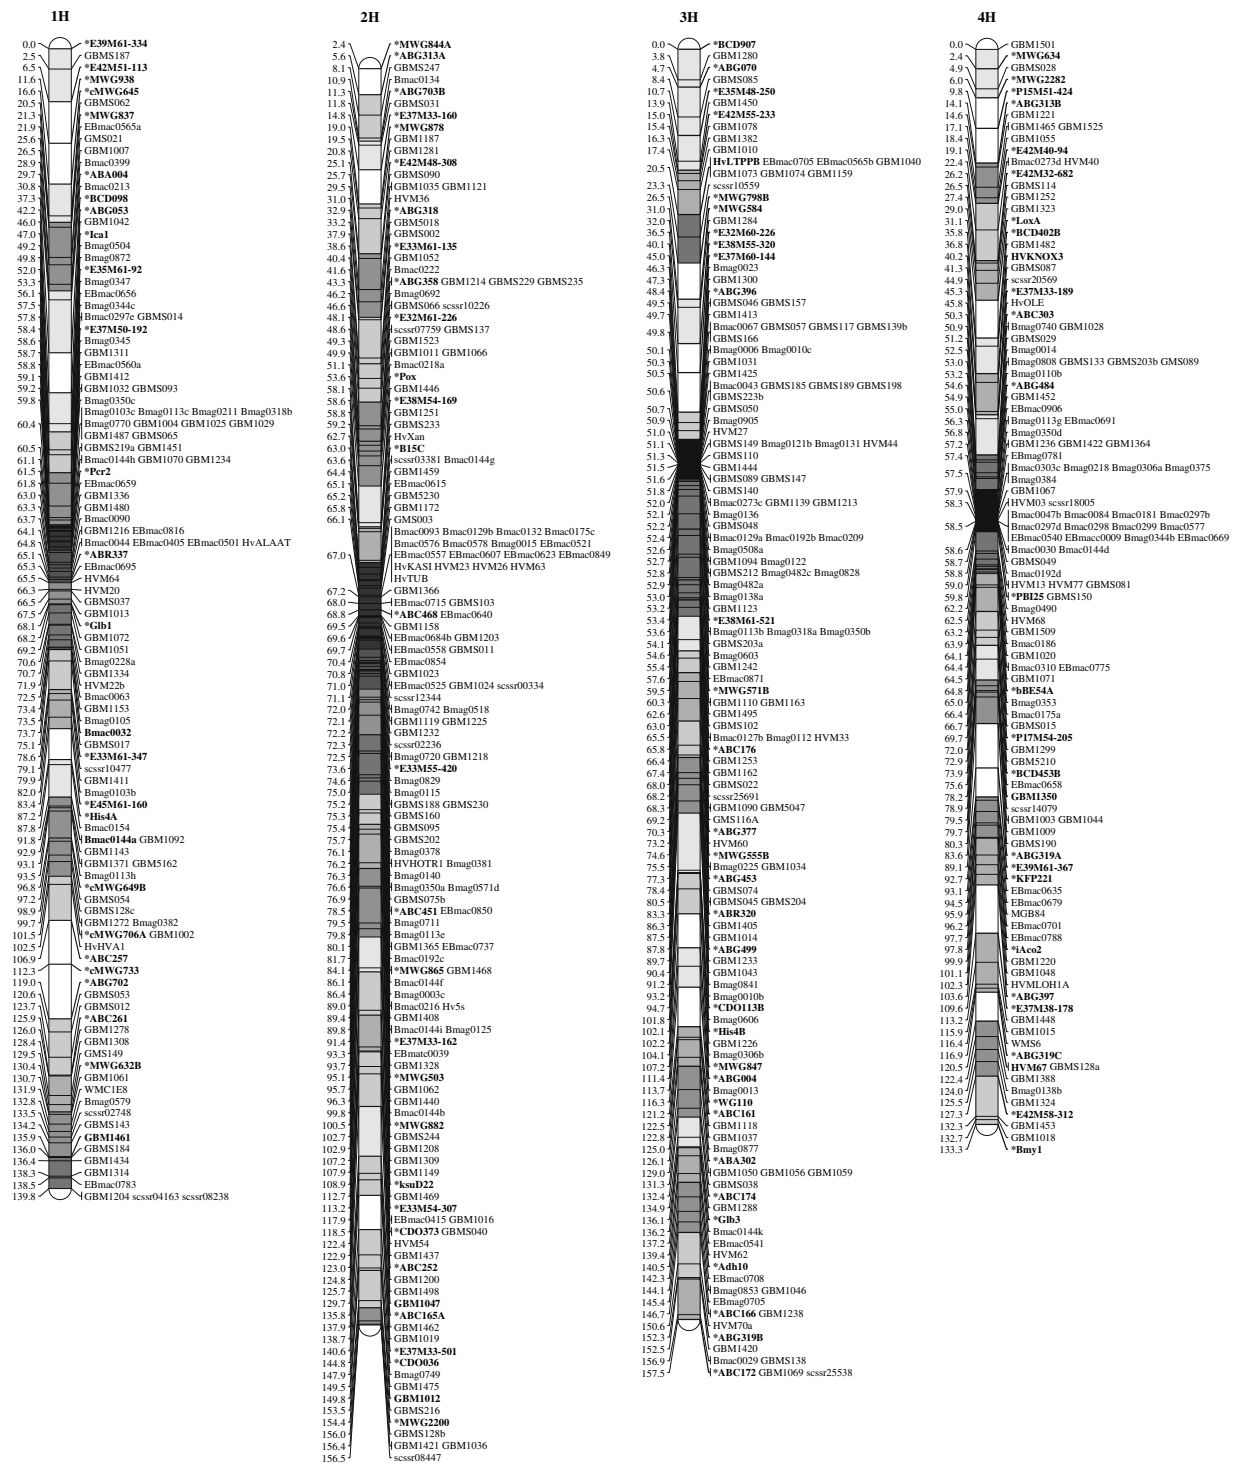 1H
0.0 *E39M61-334
2.5 GBMS187
6.5 *E42M51-113
11.6 *MWG938
16.6 *cMWG645
20.5 GBMS062
21.3 *MWG837
21.9 EBmac0565a
25.6 GMS021
26.5 GBM1007
28.9 Bmac0399
29.7 *ABA004
30.8 Bmac0213
37.3 *BCD098
42.2 *ABG053
46.0 GBM1042
47.0 *Ica1
49.2 Bmag0504
49.8 Bmag0872
52.0 *E35M61-92
53.3 Bmag0347
56.1 EBmac0656
57.5 Bmag0344c
57.8 Bmac0297e GBMS014
58.4 *E37M50-192
58.6 Bmag0345
58.7 GBM1311
58.8 EBmac0560a
59.1 GBM1412
59.2 GBM1032 GBMS093
59.8 Bmag0350c
Bmag0103c Bmag0113c Bmag0211 Bmag0318b
60.4 Bmag0770 GBM1004 GBM1025 GBM1029
GBM1487 GBMS065
60.5 GBMS219a GBM1451
61.1 Bmac0144h GBM1070 GBM1234
61.5 *Pcr2
61.8 EBmac0659
63.0 GBM1336
63.3 GBM1480
63.7 Bmac0090
64.1 GBM1216 EBmac0816
64.8 Bmac0044 EBmac0405 EBmac0501 HvALAAT
65.1 *ABR337
65.3 EBmac0695
65.5 HVM64
66.3 HVM20
66.5 GBMS037
67.5 GBM1013
68.1 *Glb1
68.2 GBM1072
69.2 GBM1051
70.6 Bmag0228a
70.7 GBM1334
71.9 HVM22b
72.5 Bmac0063
73.4 GBM1153
73.5 Bmag0105
73.7 Bmac0032
75.1 GBMS017
78.6 *E33M61-347
79.1 scssr10477
79.9 GBM1411
82.0 Bmag0103b
83.4 *E45M61-160
87.2 *His4A
87.8 Bmac0154
91.8 Bmac0144a GBM1092
92.9 GBM1143
93.1 GBM1371 GBM5162
93.5 Bmag0113h
96.8 *cMWG649B
97.2 GBMS054
98.9 GBMS128c
99.7 GBM1272 Bmag0382
101.5 *cMWG706A GBM1002
102.5 HvHVA1
106.9 *ABC257
112.3 *cMWG733
119.0 *ABG702
120.6 GBMS053
123.7 GBMS012
125.9 *ABC261
126.0 GBM1278
128.4 GBM1308
129.5 GMS149
130.4 *MWG632B
130.7 GBM1061
131.9 WMC1E8
132.8 Bmag0579
133.5 scssr02748
134.2 GBMS143
135.9 GBM1461
136.0 GBMS184
136.4 GBM1434
138.3 GBM1314
138.5 EBmac0783
139.8 GBM1204 scssr04163 scssr08238
2H
2.4 *MWG844A
5.6 *ABG313A
8.1 GBMS247
10.9 Bmac0134
11.3 *ABG703B
11.8 GBMS031
14.8 *E37M33-160
19.0 *MWG878
19.5 GBM1187
20.8 GBM1281
25.1 *E42M48-308
25.7 GBMS090
29.5 GBM1035 GBM1121
31.0 HVM36
32.9 *ABG318
33.2 GBM5018
37.9 GBMS002
38.6 *E33M61-135
40.4 GBM1052
41.6 Bmac0222
43.3 *ABG358 GBM1214 GBMS229 GBMS235
46.2 Bmag0692
46.6 GBMS066 scssr10226
48.1 *E32M61-226
48.6 scssr07759 GBMS137
49.3 GBM1523
49.9 GBM1011 GBM1066
51.1 Bmac0218a
53.6 *Pox
58.1 GBM1446
58.6 *E38M54-169
58.8 GBM1251
59.2 GBMS233
62.7 HvXan
63.0 *B15C
63.6 scssr03381 Bmac0144g
64.4 GBM1459
65.1 EBmac0615
65.2 GBM5230
65.8 GBM1172
66.1 GMS003
Bmac0093 Bmac0129b Bmac0132 Bmac0175c
Bmac0576 Bmac0578 Bmag0015 EBmac0521
67.0 EBmac0557 EBmac0607 EBmac0623 EBmac0849
HvKASI HVM23 HVM26 HVM63
HvTUB
67.2 GBM1366
68.0 EBmac0715 GBMS103
68.8 *ABC468 EBmac0640
69.5 GBM1158
69.6 EBmac0684b GBM1203
69.7 EBmac0558 GBMS011
70.4 EBmac0854
70.8 GBM1023
71.0 EBmac0525 GBM1024 scssr00334
71.1 scssr12344
72.0 Bmag0742 Bmag0518
72.1 GBM1119 GBM1225
72.2 GBM1232
72.3 scssr02236
72.5 Bmag0720 GBM1218
73.6 *E33M55-420
74.6 Bmag0829
75.0 Bmag0115
75.2 GBMS188 GBMS230
75.3 GBMS160
75.4 GBMS095
75.7 GBMS202
76.1 Bmag0378
76.2 HVHOTR1 Bmag0381
76.3 Bmag0140
76.6 Bmag0350a Bmag0571d
76.9 GBMS075b
78.5 *ABC451 EBmac0850
79.5 Bmag0711
79.8 Bmag0113e
80.1 GBM1365 EBmac0737
81.7 Bmac0192c
84.1 *MWG865 GBM1468
86.1 Bmac0144f
86.4 Bmag0003c
89.0 Bmac0216 Hv5s
89.4 GBM1408
89.8 Bmac0144i Bmag0125
91.4 *E37M33-162
93.3 EBmatc0039
93.7 GBM1328
95.1 *MWG503
95.7 GBM1062
96.3 GBM1440
99.8 Bmac0144b
100.5 *MWG882
102.7 GBMS244
102.9 GBM1208
107.2 GBM1309
107.9 GBM1149
108.9 *ksuD22
112.7 GBM1469
113.2 *E33M54-307
117.9 EBmac0415 GBM1016
118.5 *CDO373 GBMS040
122.4 HVM54
122.9 GBM1437
123.0 *ABC252
124.8 GBM1200
125.7 GBM1498
129.7 GBM1047
135.8 *ABC165A
137.9 GBM1462
138.7 GBM1019
140.6 *E37M33-501
144.8 *CDO036
147.9 Bmag0749
149.5 GBM1475
149.8 GBM1012
153.5 GBMS216
154.4 *MWG2200
156.0 GBMS128b
156.4 GBM1421 GBM1036
156.5 scssr08447
3H
0.0 *BCD907
3.8 GBM1280
4.7 *ABG070
8.4 GBMS085
10.7 *E35M48-250
13.9 GBM1450
15.0 *E42M55-233
15.4 GBM1078
16.3 GBM1382
17.4 GBM1010
HvLTPPB EBmac0705 EBmac0565b GBM1040
20.5 GBM1073 GBM1074 GBM1159
23.3 scssr10559
26.5 *MWG798B
31.0 *MWG584
32.0 GBM1284
36.5 *E32M60-226
40.1 *E38M55-320
45.0 *E37M60-144
46.3 Bmag0023
47.3 GBM1300
48.4 *ABG396
49.5 GBMS046 GBMS157
49.7 GBM1413
49.8 Bmac0067 GBMS057 GBMS117 GBMS139b
GBMS166
50.1 Bmag0006 Bmag0010c
50.3 GBM1031
50.5 GBM1425
50.6 Bmac0043 GBMS185 GBMS189 GBMS198
GBMS223b
50.7 GBMS050
50.9 Bmag0905
51.0 HVM27
51.1 GBMS149 Bmag0121b Bmag0131 HVM44
51.3 GBMS110
51.5 GBM1444
51.6 GBMS089 GBMS147
51.8 GBMS140
52.0 Bmac0273c GBM1139 GBM1213
52.1 Bmag0136
52.2 GBMS048
52.4 Bmac0129a Bmac0192b Bmac0209
52.6 Bmag0508a
52.7 GBM1094 Bmag0122
52.8 GBMS212 Bmag0482c Bmag0828
52.9 Bmag0482a
53.0 Bmag0138a
53.2 GBM1123
53.4 *E38M61-521
53.6 Bmag0113b Bmag0318a Bmag0350b
54.1 GBMS203a
54.6 Bmag0603
55.4 GBM1242
57.6 EBmac0871
59.5 *MWG571B
60.3 GBM1110 GBM1163
62.6 GBM1495
63.0 GBMS102
65.5 Bmac0127b Bmag0112 HVM33
65.8 *ABC176
66.4 GBM1253
67.4 GBM1162
68.0 GBMS022
68.2 scssr25691
68.3 GBM1090 GBM5047
69.2 GMS116A
70.3 *ABG377
73.2 HVM60
74.6 *MWG555B
75.5 Bmag0225 GBM1034
77.3 *ABG453
78.4 GBMS074
80.5 GBMS045 GBMS204
83.3 *ABR320
86.3 GBM1405
87.5 GBM1014
87.8 *ABG499
89.7 GBM1233
90.4 GBM1043
91.2 Bmag0841
93.2 Bmag0010b
94.7 *CDO113B
101.8 Bmag0606
102.1 *His4B
102.2 GBM1226
104.1 Bmag0306b
107.2 *MWG847
111.4 *ABG004
113.7 Bmag0013
116.3 *WG110
121.2 *ABC161
122.5 GBM1118
122.8 GBM1037
125.0 Bmag0877
126.1 *ABA302
129.0 GBM1050 GBM1056 GBM1059
131.3 GBMS038
132.4 *ABC174
134.9 GBM1288
136.1 *Glb3
136.2 Bmac0144k
137.2 EBmac0541
139.4 HVM62
140.5 *Adh10
142.3 EBmac0708
144.1 Bmag0853 GBM1046
145.4 EBmag0705
146.7 *ABC166 GBM1238
150.6 HVM70a
152.3 *ABG319B
152.5 GBM1420
156.9 Bmac0029 GBMS138
157.5 *ABC172 GBM1069 scssr25538
4H
0.0 GBM1501
2.4 *MWG634
4.9 GBMS028
6.0 *MWG2282
9.8 *P15M51-424
14.1 *ABG313B
14.6 GBM1221
17.1 GBM1465 GBM1525
18.4 GBM1055
19.1 *E42M40-94
22.4 Bmac0273d HVM40
26.2 *E42M32-682
26.5 GBMS114
27.4 GBM1252
29.0 GBM1323
31.1 *LoxA
35.8 *BCD402B
36.8 GBM1482
40.2 HVKNOX3
41.3 GBMS087
44.9 scssr20569
45.3 *E37M33-189
45.8 HvOLE
50.3 *ABC303
50.9 Bmag0740 GBM1028
51.2 GBMS029
52.5 Bmag0014
53.0 Bmag0808 GBMS133 GBMS203b GMS089
53.2 Bmag0110b
54.6 *ABG484
54.9 GBM1452
55.0 EBmac0906
56.3 Bmag0113g EBmac0691
56.8 Bmag0350d
57.2 GBM1236 GBM1422 GBM1364
57.4 EBmag0781
57.5 Bmac0303c Bmag0218 Bmag0306a Bmag0375
Bmag0384
57.9 GBM1067
58.3 HVM03 scssr18005
Bmac0047b Bmac0084 Bmac0181 Bmac0297b
58.5 Bmac0297d Bmac0298 Bmac0299 Bmac0577
EBmac0540 EBmacc0009 Bmag0344b EBmac0669
58.6 Bmac0030 Bmac0144d
58.7 GBMS049
58.8 Bmac0192d
59.0 HVM13 HVM77 GBMS081
59.8 *PBI25 GBMS150
62.2 Bmag0490
62.5 HVM68
63.2 GBM1509
63.9 Bmac0186
64.1 GBM1020
64.4 Bmac0310 EBmac0775
64.5 GBM1071
64.8 *bBE54A
65.0 Bmag0353
66.4 Bmac0175a
66.7 GBMS015
69.7 *P17M54-205
72.0 GBM1299
72.9 GBM5210
73.9 *BCD453B
75.6 EBmac0658
78.2 GBM1350
78.9 scssr14079
79.5 GBM1003 GBM1044
79.7 GBM1009
80.3 GBMS190
83.6 *ABG319A
89.1 *E39M61-367
92.7 *KFP221
93.1 EBmac0635
94.5 EBmac0679
95.9 MGB84
96.2 EBmac0701
97.7 EBmac0788
97.8 *iAco2
99.9 GBM1220
101.1 GBM1048
102.3 HVMLOH1A
103.6 *ABG397
109.6 *E37M38-178
113.2 GBM1448
115.9 GBM1015
116.4 WMS6
116.9 *ABG319C
120.5 HVM67 GBMS128a
122.4 GBM1388
124.0 Bmag0138b
125.5 GBM1324
127.3 *E42M58-312
132.3 GBM1453
132.7 GBM1018
133.3 *Bmy1